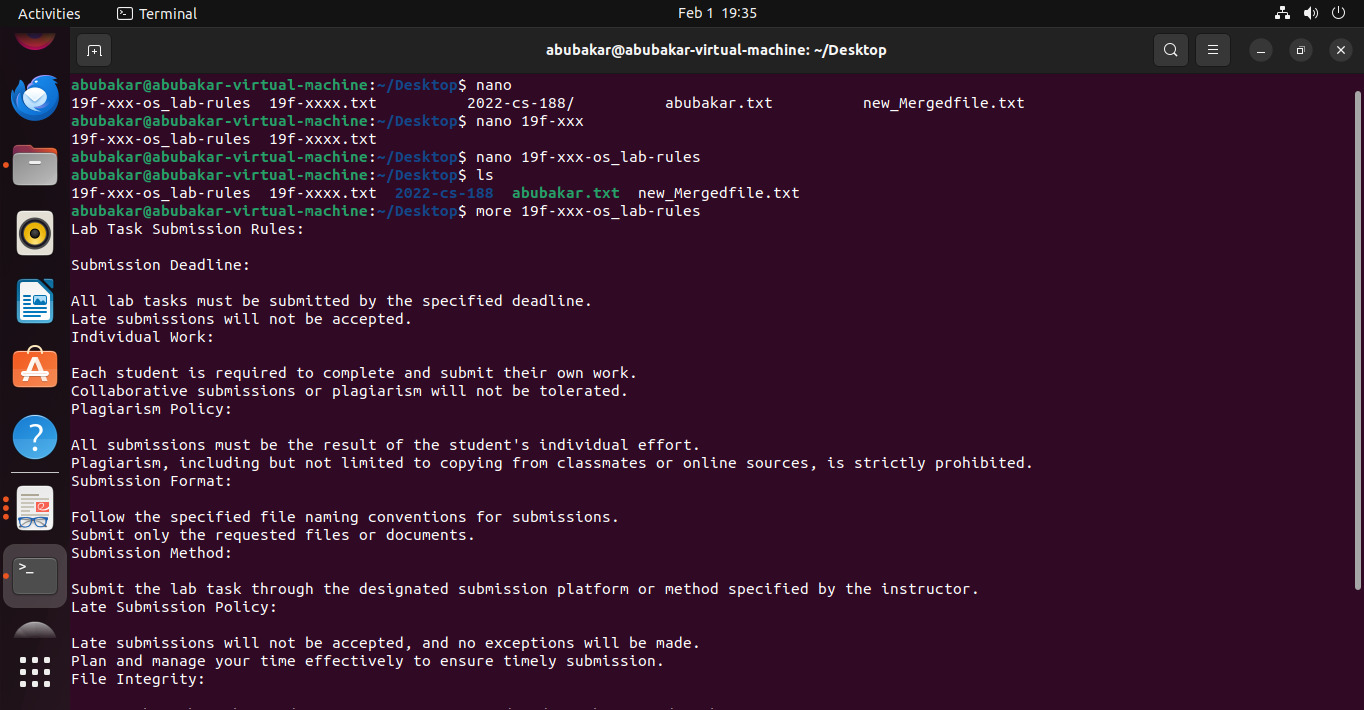 Activities Terminal Feb 1 19:35
abubakar@abubakar-virtual-machine: ~/Desktop
abubakar@abubakar-virtual-machine:~/Desktop$ nano
19f-xxx-os_lab-rules 19f-xxxx.txt 2022-cs-188/ abubakar.txt new_Mergedfile.txt
abubakar@abubakar-virtual-machine:~/Desktop$ nano 19f-xxx
19f-xxx-os_lab-rules 19f-xxxx.txt
abubakar@abubakar-virtual-machine:~/Desktop$ nano 19f-xxx-os_lab-rules
abubakar@abubakar-virtual-machine:~/Desktop$ ls
19f-xxx-os_lab-rules 19f-xxxx.txt 2022-cs-188 abubakar.txt new_Mergedfile.txt
abubakar@abubakar-virtual-machine:~/Desktop$ more 19f-xxx-os_lab-rules
Lab Task Submission Rules:
Submission Deadline:
All lab tasks must be submitted by the specified deadline.
Late submissions will not be accepted.
Individual Work:
Each student is required to complete and submit their own work.
Collaborative submissions or plagiarism will not be tolerated.
Plagiarism Policy:
All submissions must be the result of the student's individual effort.
Plagiarism, including but not limited to copying from classmates or online sources, is strictly prohibited.
Submission Format:
Follow the specified file naming conventions for submissions.
Submit only the requested files or documents.
Submission Method:
Submit the lab task through the designated submission platform or method specified by the instructor.
Late Submission Policy:
Late submissions will not be accepted, and no exceptions will be made.
Plan and manage your time effectively to ensure timely submission.
File Integrity: